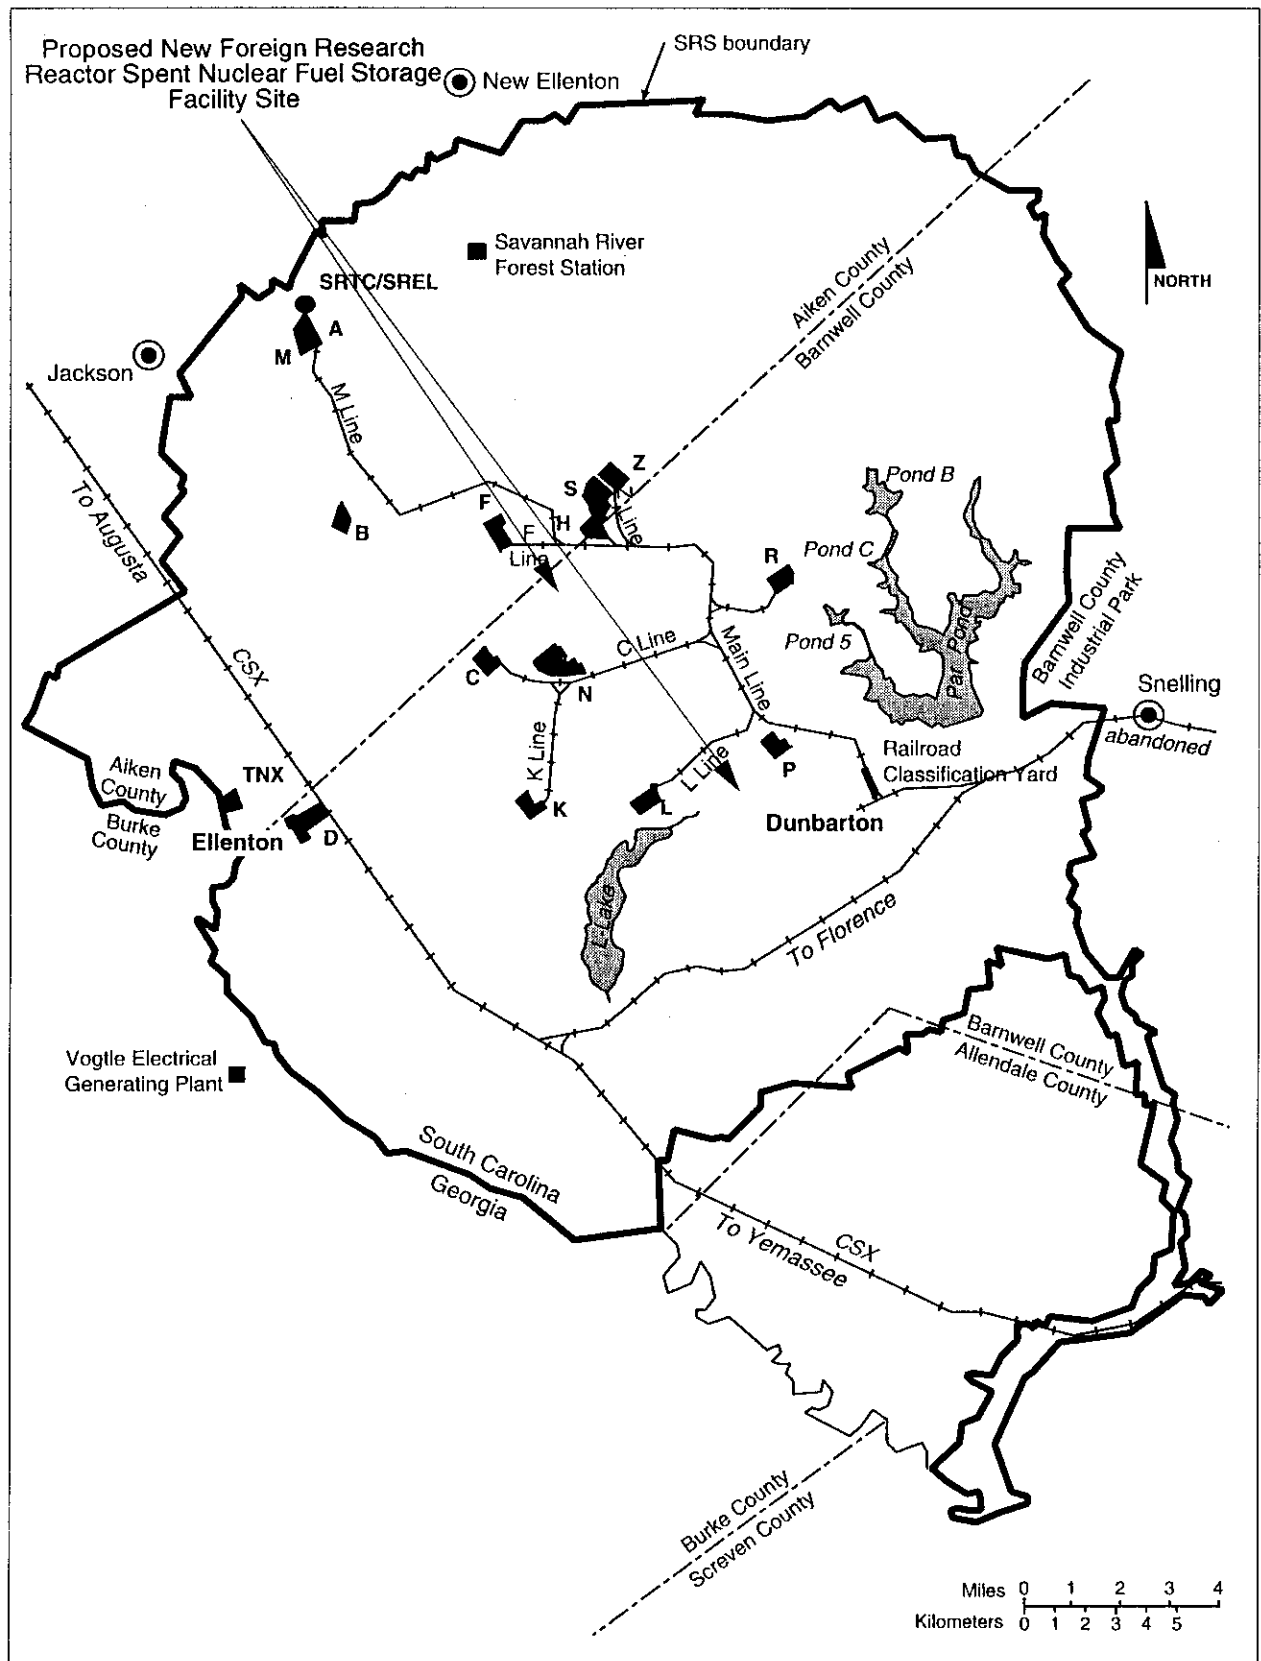 Proposed New Foreign Research
Reactor Spent Nuclear Fuel Storage
Facility Site
SRS boundary
New Ellenton
Savannah River
Forest Station
NORTH
SRTC/SREL
A
M
Jackson
M Line
Aiken County
Barnwell County
To Augusta
B
F
F
Line
H
S
Z
Line
R
Pond B
Pond C
Pond 5
Par Pond
Barnwell County
Industrial Park
CSX
C
N
C Line
Main Line
K Line
K
L Line
L
P
Snelling
abandoned
Railroad
Classification Yard
Dunbarton
Aiken
County
Burke
County
TNX
Ellenton
D
L-Lake
To Florence
Vogtle Electrical
Generating Plant
Barnwell County
Allendale County
South Carolina
Georgia
CSX
To Yemassee
Burke County
Screven County
Miles 0 1 2 3 4
Kilometers 0 1 2 3 4 5